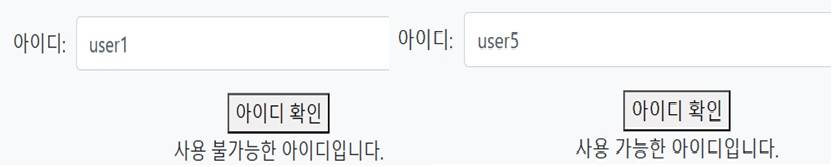 아이디: user1
아이디 확인
사용 불가능한 아이디입니다.
아이디: user5
아이디 확인
사용 가능한 아이디입니다.